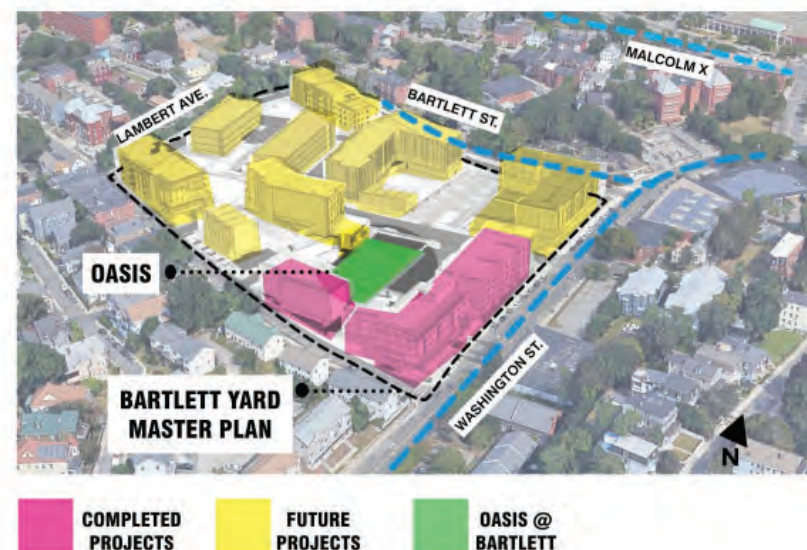 MALCOLM X
BARTLETT ST.
LAMBERT AVE.
OASIS
BARTLETT YARD
MASTER PLAN
WASHINGTON ST.
N
COMPLETED
PROJECTS
FUTURE
PROJECTS
OASIS @
BARTLETT